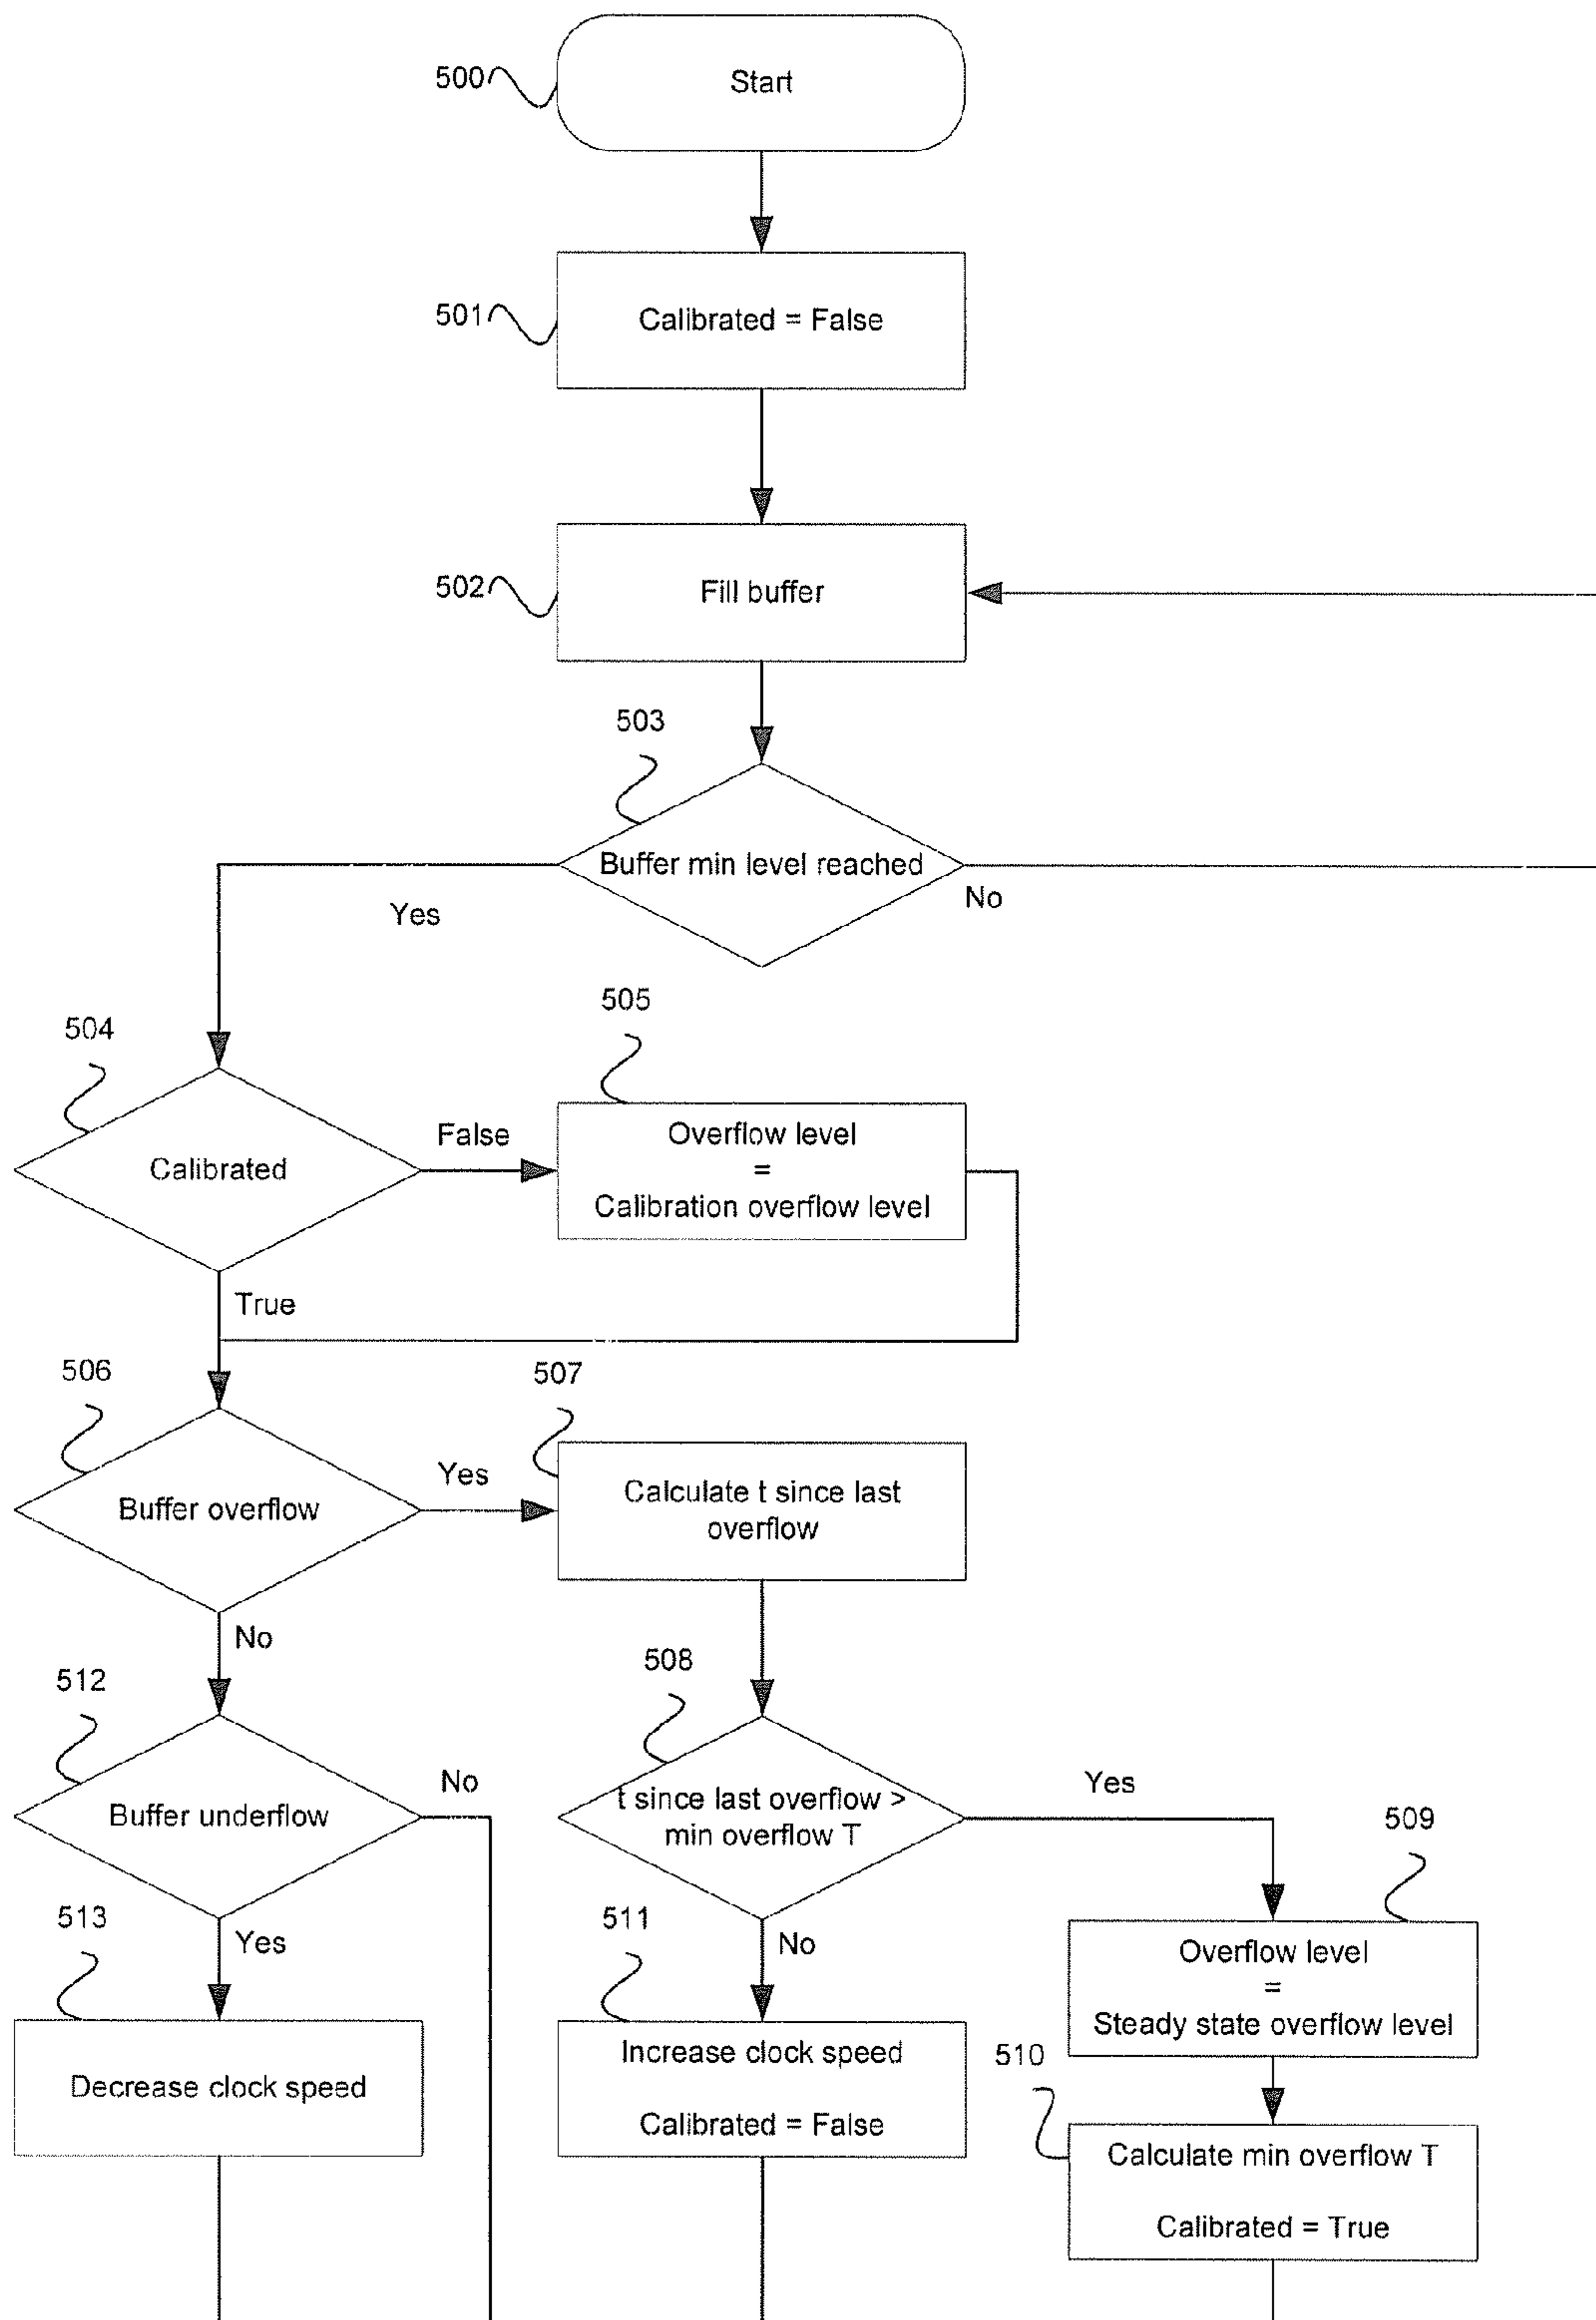 500
Start
501
Calibrated = False
502
Fill buffer
503
Buffer min level reached
Yes
No
504
Calibrated
False
505
Overflow level
=
Calibration overflow level
True
506
Buffer overflow
Yes
507
Calculate t since last
overflow
No
512
Buffer underflow
No
508
t since last overflow >
min overflow T
Yes
509
Overflow level
=
Steady state overflow level
513
Yes
Decrease clock speed
511
No
Increase clock speed
Calibrated = False
510
Calculate min overflow T
Calibrated = True